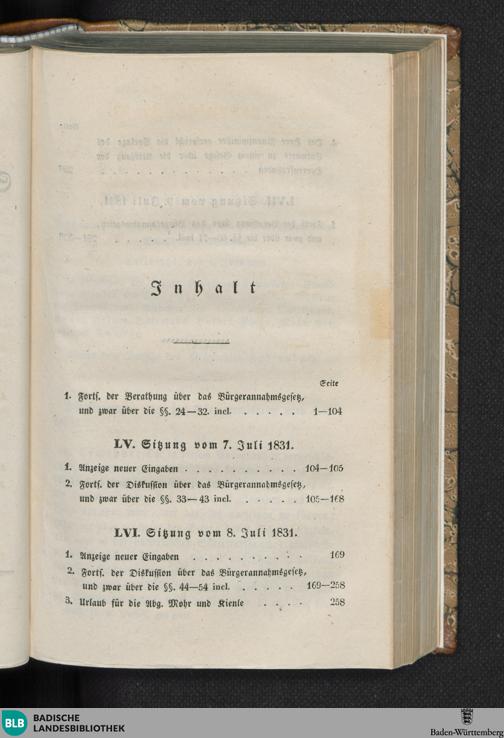 Inhalt
Seite
1. Forts. der Berathung über das Bürgerannahmsgesetz,
und zwar über die §§. 24—32. incl. . . . . . 1—104
LV. Sitzung vom 7. Juli 1831.
1. Anzeige neuer Eingaben . . . . . . . . . . 104—105
2. Forts. der Diskussion über das Bürgerannahmsgesetz,
und zwar über die §§. 33—43 incl. . . . . . 105—168
LVI. Sitzung vom 8. Juli 1831.
1. Anzeige neuer Eingaben . . . . . . . . . 169
2. Forts. der Diskussion über das Bürgerannahmsgesetz,
und zwar über die §§. 44—54 incl. . . . . . 169—258
3. Urlaub für die Abg. Mohr und Kienle . . . . 258
BLB BADISCHE
LANDESBIBLIOTHEK
Baden-Württemberg